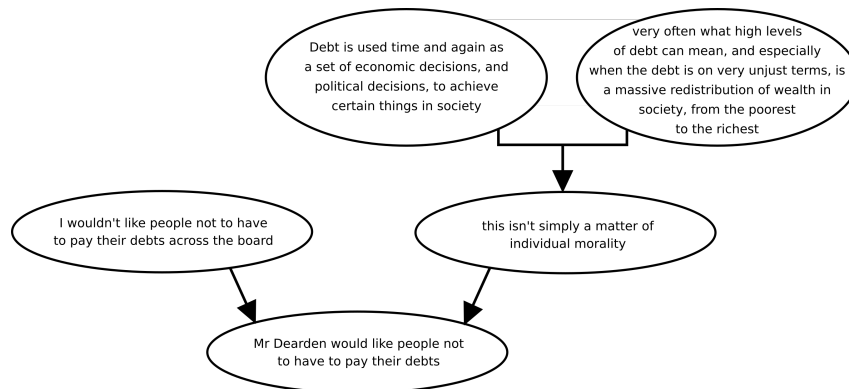 Debt is used time and again as
a set of economic decisions, and
political decisions, to achieve
certain things in society
very often what high levels
of debt can mean, and especially
when the debt is on very unjust terms, is
a massive redistribution of wealth in
society, from the poorest
to the richest
I wouldn't like people not to have
to pay their debts across the board
this isn't simply a matter of
individual morality
Mr Dearden would like people not
to have to pay their debts